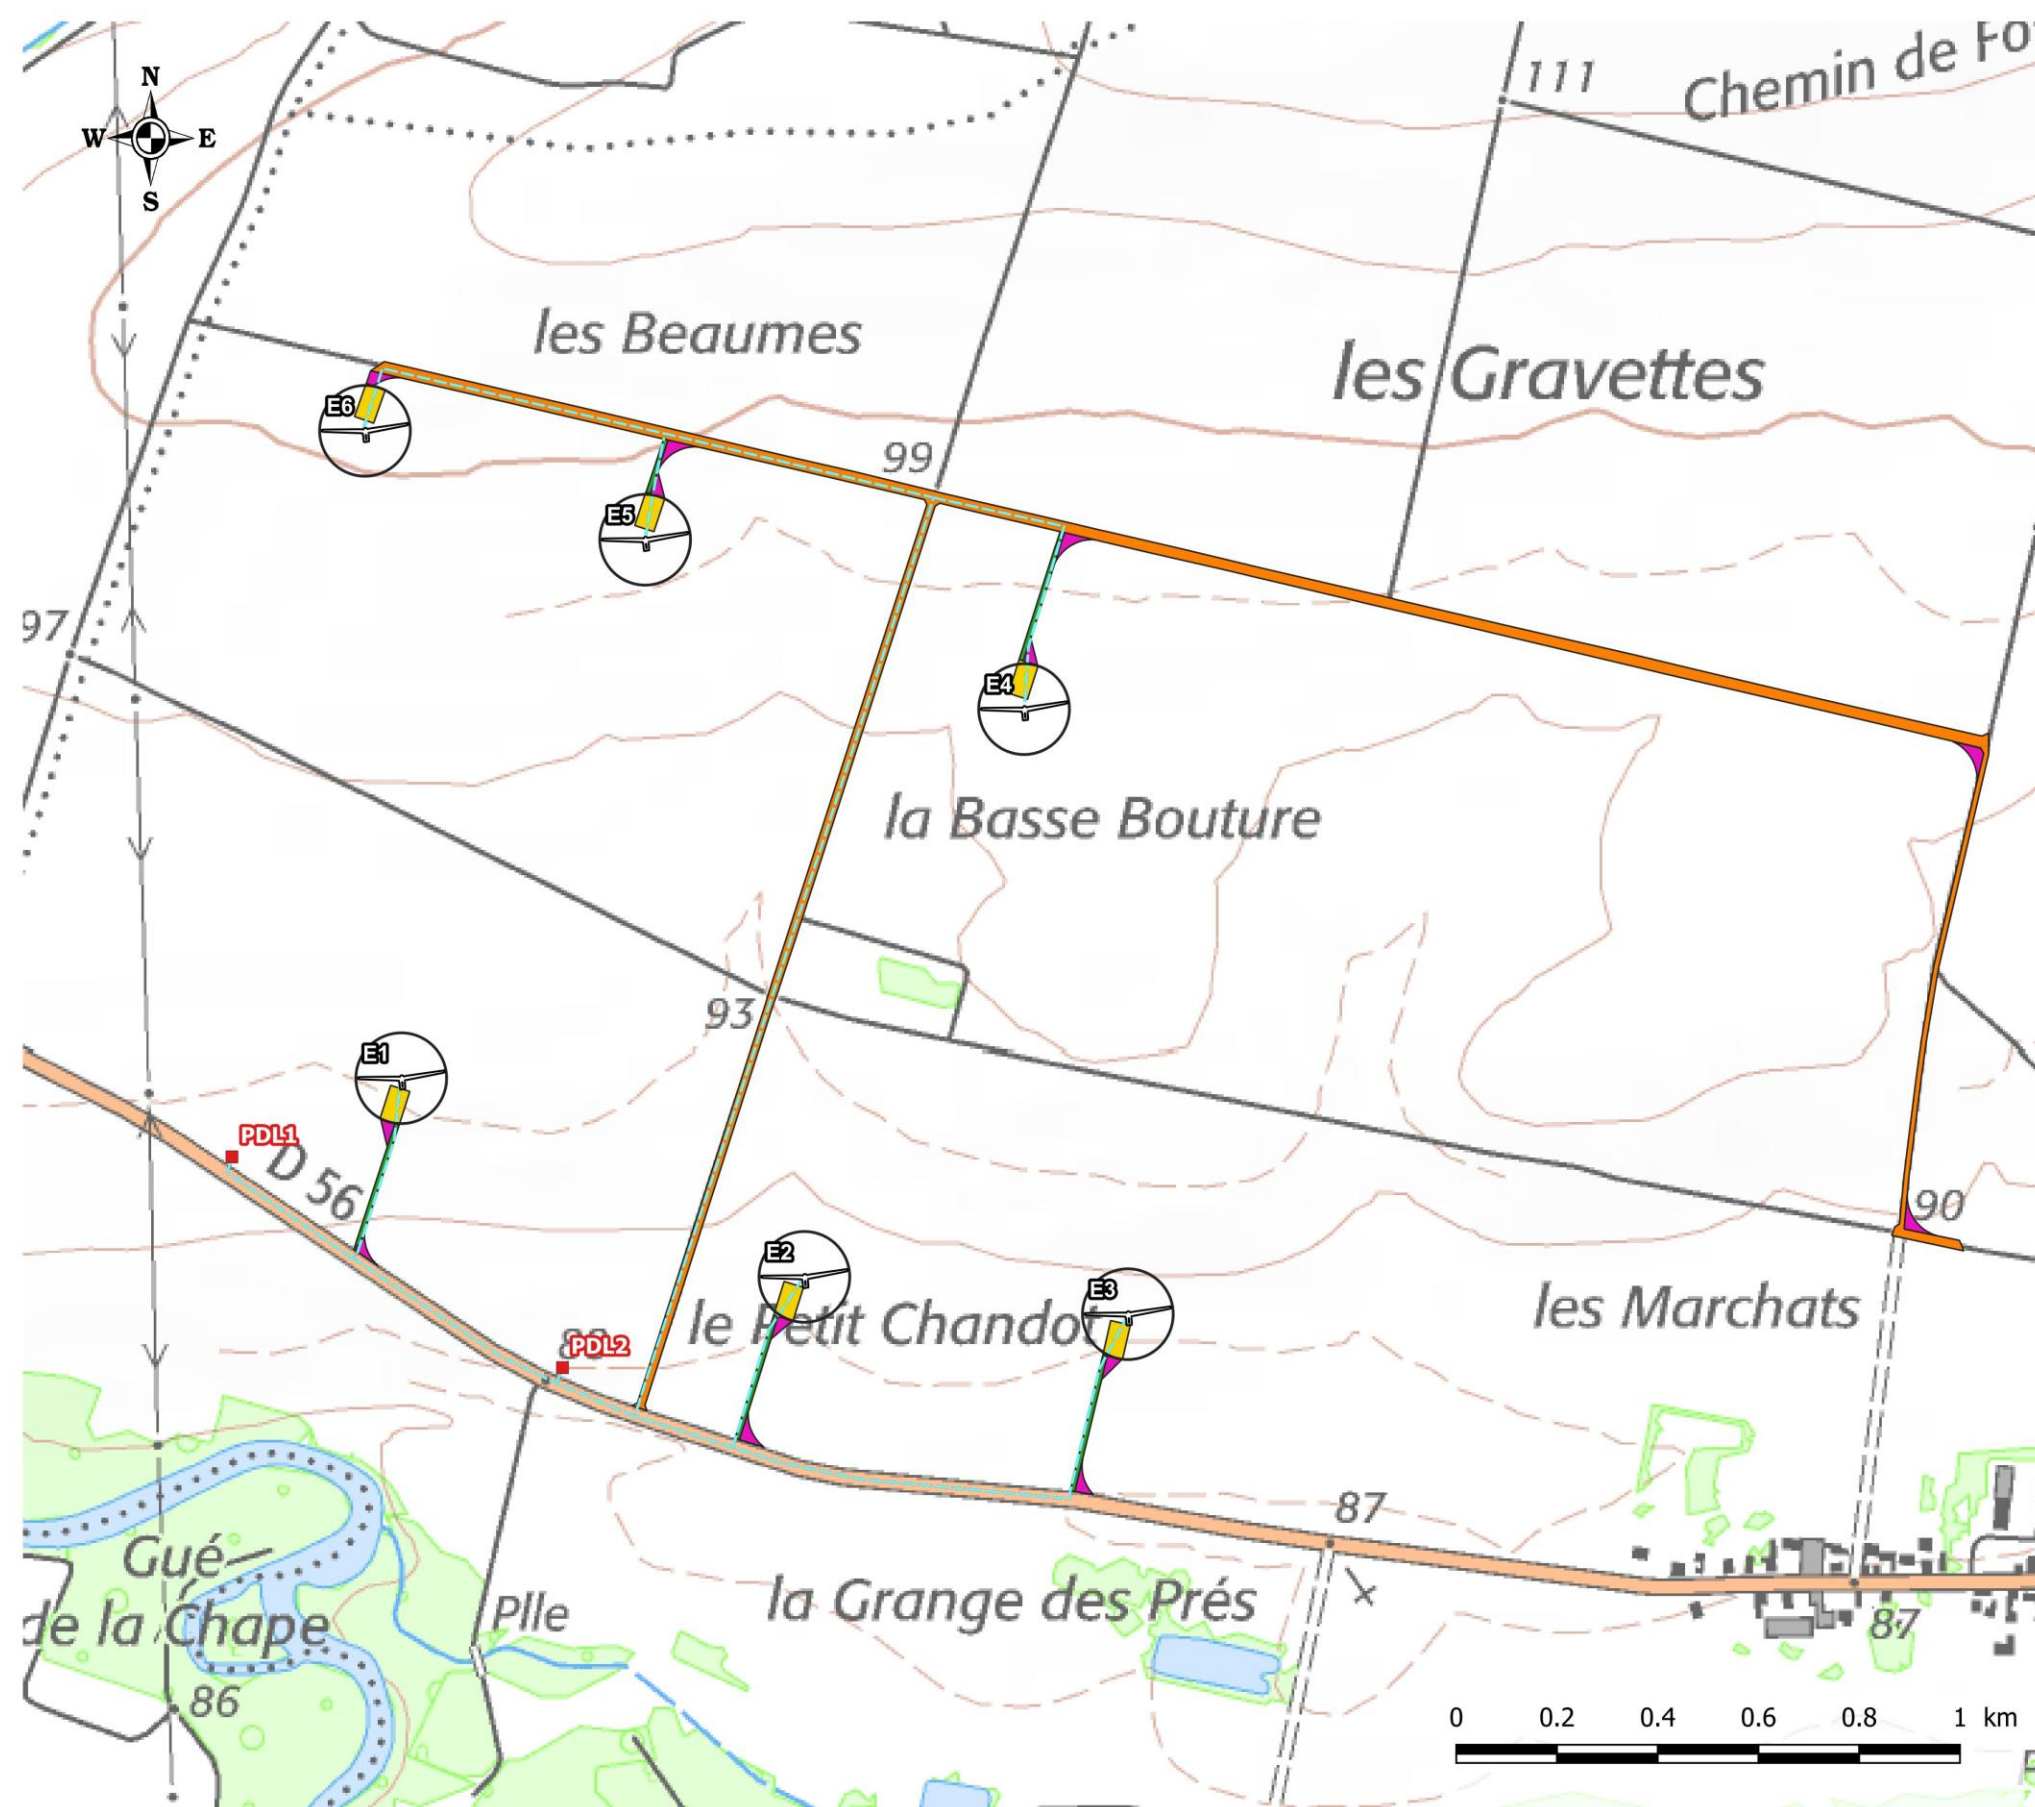 N
W E
S
111
Chemin de Fo
les Beaumes
les Gravettes
E6
99
E5
97
E4
la Basse Bouture
93
E1
PDL1
D 56
90
E2
E3
le Petit Chandot
les Marchats
PDL2
87
Gué
de la Chape
Plle
la Grange des Prés
87
86
0 0.2 0.4 0.6 0.8 1 km